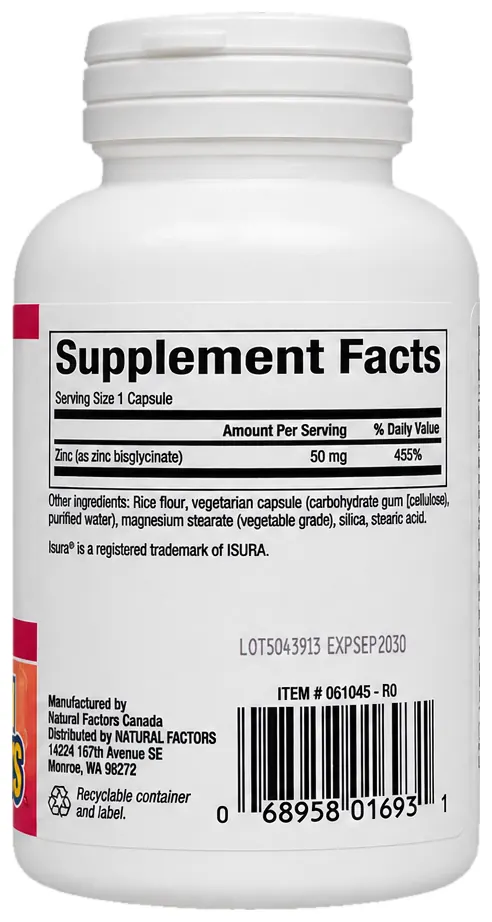 Supplement Facts
Serving Size 1 Capsule
Amount Per Serving % Daily Value
Zinc (as zinc bisglycinate) 50 mg 455%
Other ingredients: Rice flour, vegetarian capsule (carbohydrate gum [cellulose],
purified water), magnesium stearate (vegetable grade), silica, stearic acid.
Isura® is a registered trademark of ISURA.
LOT5043913 EXPSEP2030
ITEM # 061045 - R0
Manufactured by
Natural Factors Canada
Distributed by NATURAL FACTORS
14224 167th Avenue SE
Monroe, WA 98272
Recyclable container
and label.
0 68958 01693 1